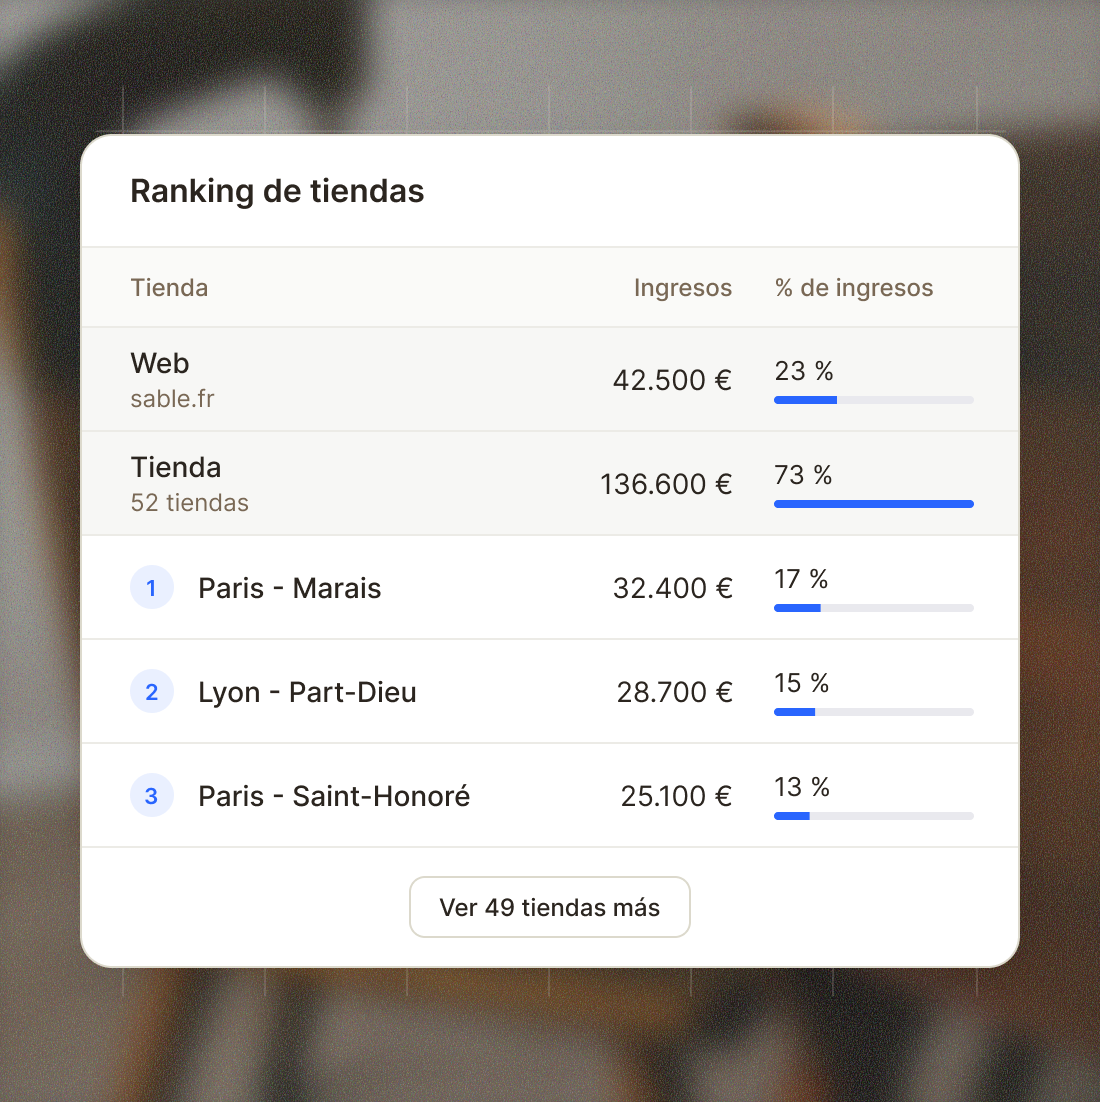 Ranking de tiendas
Tienda Ingresos % de ingresos
Web
sable.fr
42.500 € 23 %
Tienda
52 tiendas
136.600 € 73 %
1 Paris - Marais 32.400 € 17 %
2 Lyon - Part-Dieu 28.700 € 15 %
3 Paris - Saint-Honoré 25.100 € 13 %
Ver 49 tiendas más